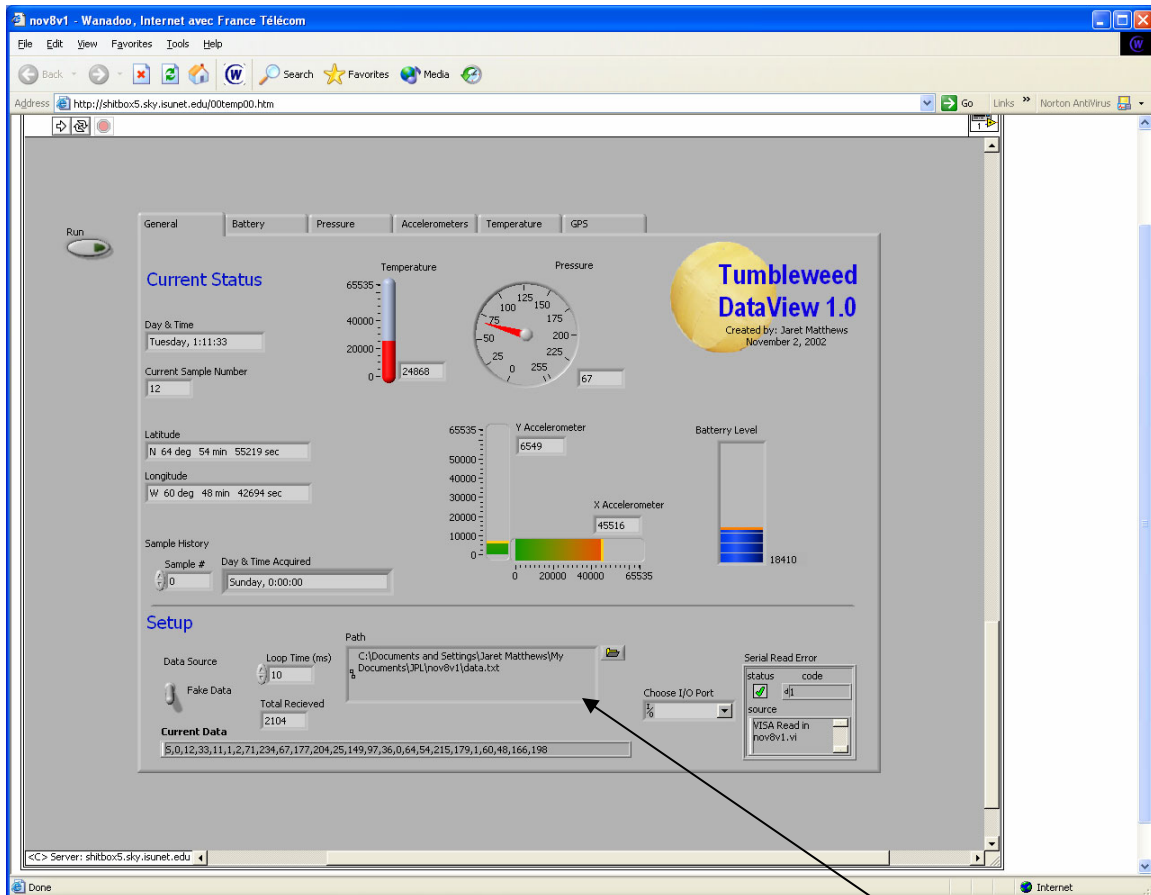 nov8v1 - Wanadoo, Internet avec France Télécom
File Edit View Favorites Tools Help
Back Search Favorites Media
Address http://shitbox5.sky.isunet.edu/00temp00.htm Go Links » Norton AntiVirus
1
Run
General Battery Pressure Accelerometers Temperature GPS
Current Status
Day & Time
Tuesday, 1:11:33
Current Sample Number
12
Latitude
N 64 deg 54 min 55219 sec
Longitude
W 60 deg 48 min 42694 sec
Sample History
Sample # Day & Time Acquired
0 Sunday, 0:00:00
Temperature
65535
40000
20000
0
24868
Pressure
0 25 50 75 100 125 150 175 200 225 255
67
Tumbleweed
DataView 1.0
Created by: Jaret Matthews
November 2, 2002
Y Accelerometer
6549
65535
50000
40000
30000
20000
10000
0
X Accelerometer
45516
0 20000 40000 65535
Batterry Level
18410
Setup
Data Source
Fake Data
Loop Time (ms)
10
Total Recieved
2104
Path
C:\Documents and Settings\Jaret Matthews\My
Documents\JPL\nov8v1\data.txt
Choose I/O Port
I/O
Serial Read Error
status code
d1
source
VISA Read in
nov8v1.vi
Current Data
5,0,12,33,11,1,2,71,234,67,177,204,25,149,97,36,0,64,54,215,179,1,60,48,166,198
<C> Server: shitbox5.sky.isunet.edu
Done Internet